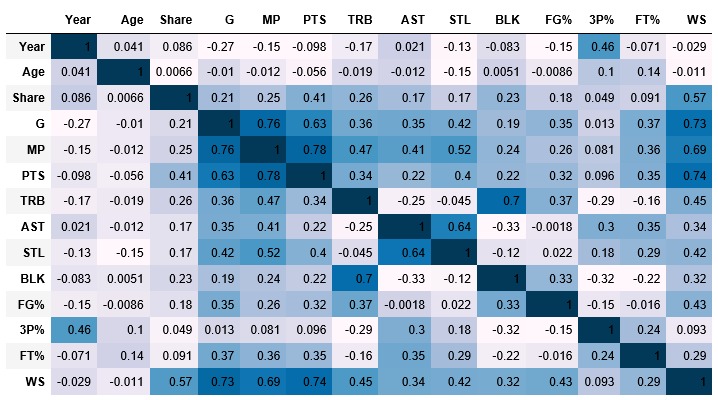 Year Age Share G MP PTS TRB AST STL BLK FG% 3P% FT% WS
Year 1 0.041 0.086 -0.27 -0.15 -0.098 -0.17 0.021 -0.13 -0.083 -0.15 0.46 -0.071 -0.029
Age 0.041 1 0.0066 -0.01 -0.012 -0.056 -0.019 -0.012 -0.15 0.0051 -0.0086 0.1 0.14 -0.011
Share 0.086 0.0066 1 0.21 0.25 0.41 0.26 0.17 0.17 0.23 0.18 0.049 0.091 0.57
G -0.27 -0.01 0.21 1 0.76 0.63 0.36 0.35 0.42 0.19 0.35 0.013 0.37 0.73
MP -0.15 -0.012 0.25 0.76 1 0.78 0.47 0.41 0.52 0.24 0.26 0.081 0.36 0.69
PTS -0.098 -0.056 0.41 0.63 0.78 1 0.34 0.22 0.4 0.22 0.32 0.096 0.35 0.74
TRB -0.17 -0.019 0.26 0.36 0.47 0.34 1 -0.25 -0.045 0.7 0.37 -0.29 -0.16 0.45
AST 0.021 -0.012 0.17 0.35 0.41 0.22 -0.25 1 0.64 -0.33 -0.0018 0.3 0.35 0.34
STL -0.13 -0.15 0.17 0.42 0.52 0.4 -0.045 0.64 1 -0.12 0.022 0.18 0.29 0.42
BLK -0.083 0.0051 0.23 0.19 0.24 0.22 0.7 -0.33 -0.12 1 0.33 -0.32 -0.22 0.32
FG% -0.15 -0.0086 0.18 0.35 0.26 0.32 0.37 -0.0018 0.022 0.33 1 -0.15 -0.016 0.43
3P% 0.46 0.1 0.049 0.013 0.081 0.096 -0.29 0.3 0.18 -0.32 -0.15 1 0.24 0.093
FT% -0.071 0.14 0.091 0.37 0.36 0.35 -0.16 0.35 0.29 -0.22 -0.016 0.24 1 0.29
WS -0.029 -0.011 0.57 0.73 0.69 0.74 0.45 0.34 0.42 0.32 0.43 0.093 0.29 1